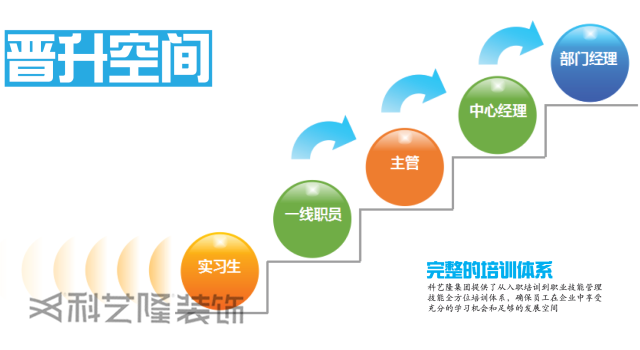 晋升空间
部门经理
中心经理
主管
一线职员
实习生
科艺隆装饰
完整的培训体系
科艺隆集团提供了从入职培训到职业技能管理
技能全方位培训体系，确保员工在企业中享受
充分的学习机会和足够的发展空间